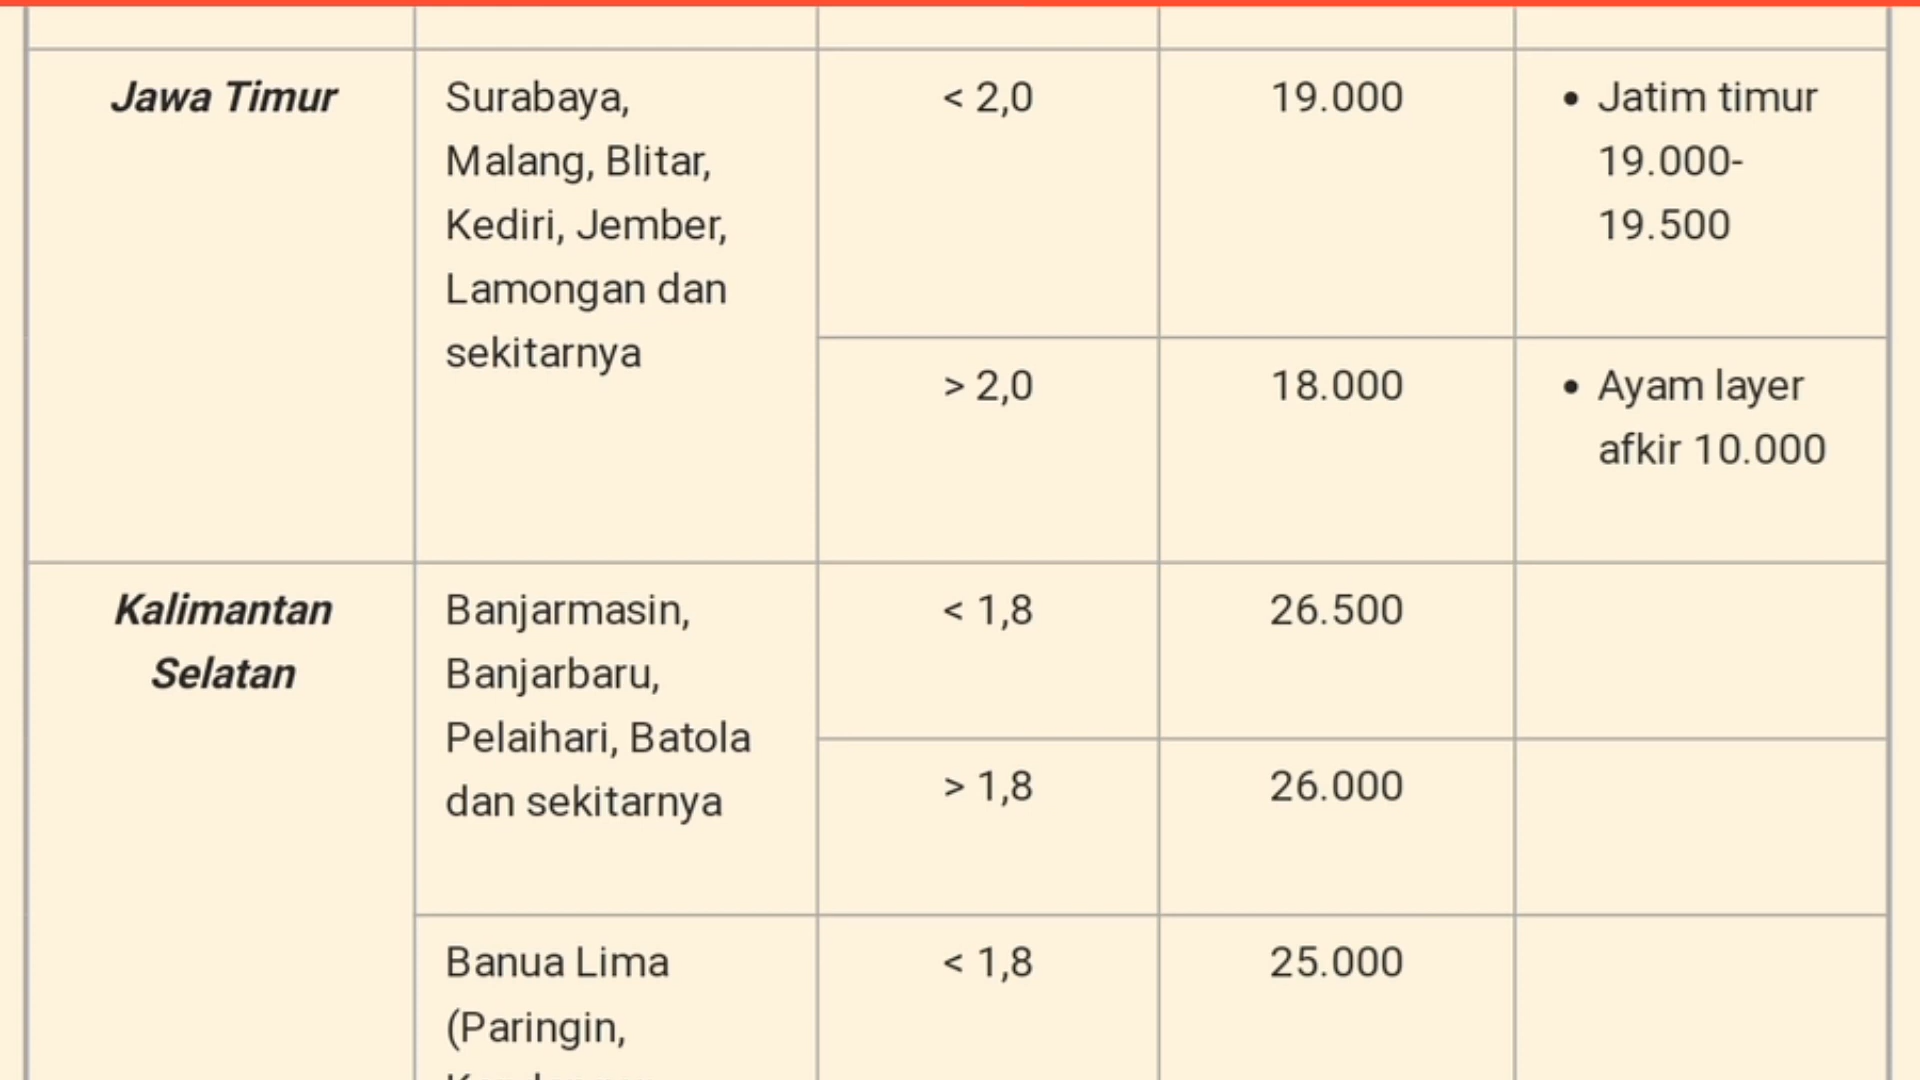 Jawa Timur
Surabaya,
Malang, Blitar,
Kediri, Jember,
Lamongan dan
sekitarnya
< 2,0
19.000
• Jatim timur
19.000-
19.500
> 2,0
18.000
• Ayam layer
afkir 10.000
Kalimantan
Selatan
Banjarmasin,
Banjarbaru,
Pelaihari, Batola
dan sekitarnya
< 1,8
26.500
> 1,8
26.000
Banua Lima
(Paringin,
< 1,8
25.000